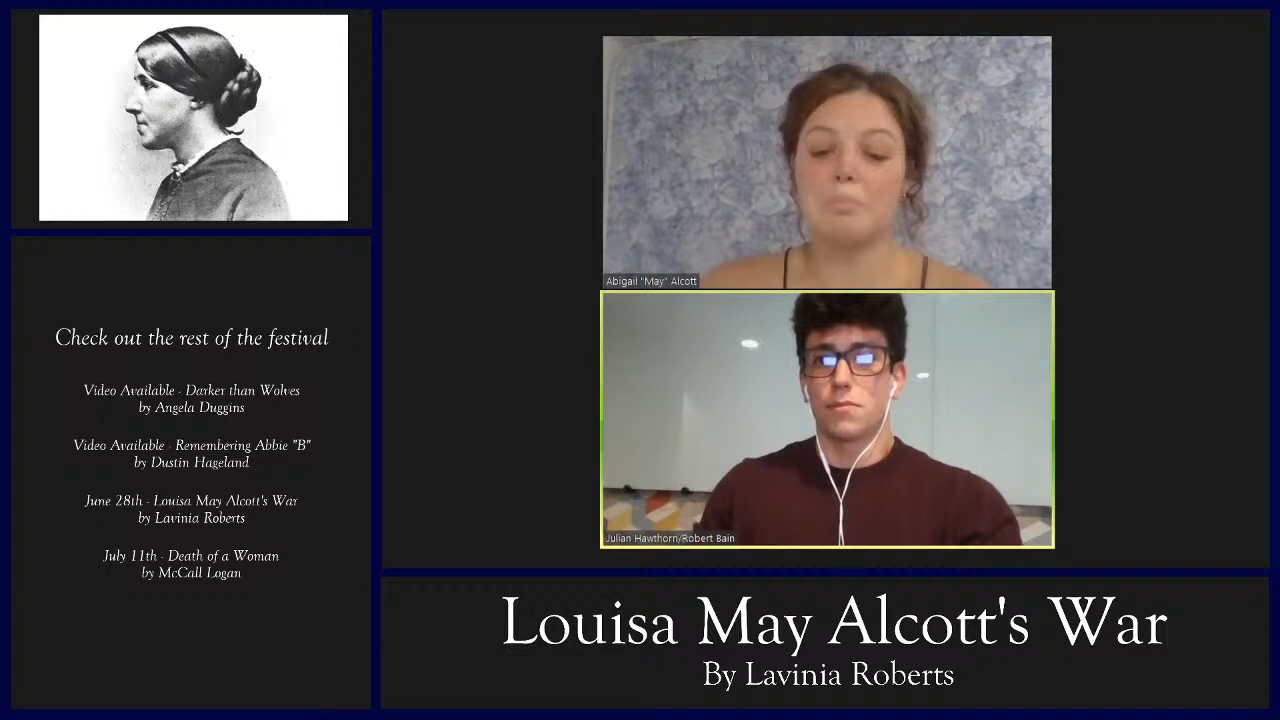 Check out the rest of the festival
Video Available - Darker than Wolves
by Angela Duggins
Video Available - Remembering Abbie "B"
by Dustin Hageland
June 28th - Louisa May Alcott's War
by Lavinia Roberts
July 11th - Death of a Woman
by McCall Logan
Abigail "May" Alcott
Julian Hawthorn/Robert Bain
Louisa May Alcott's War
By Lavinia Roberts